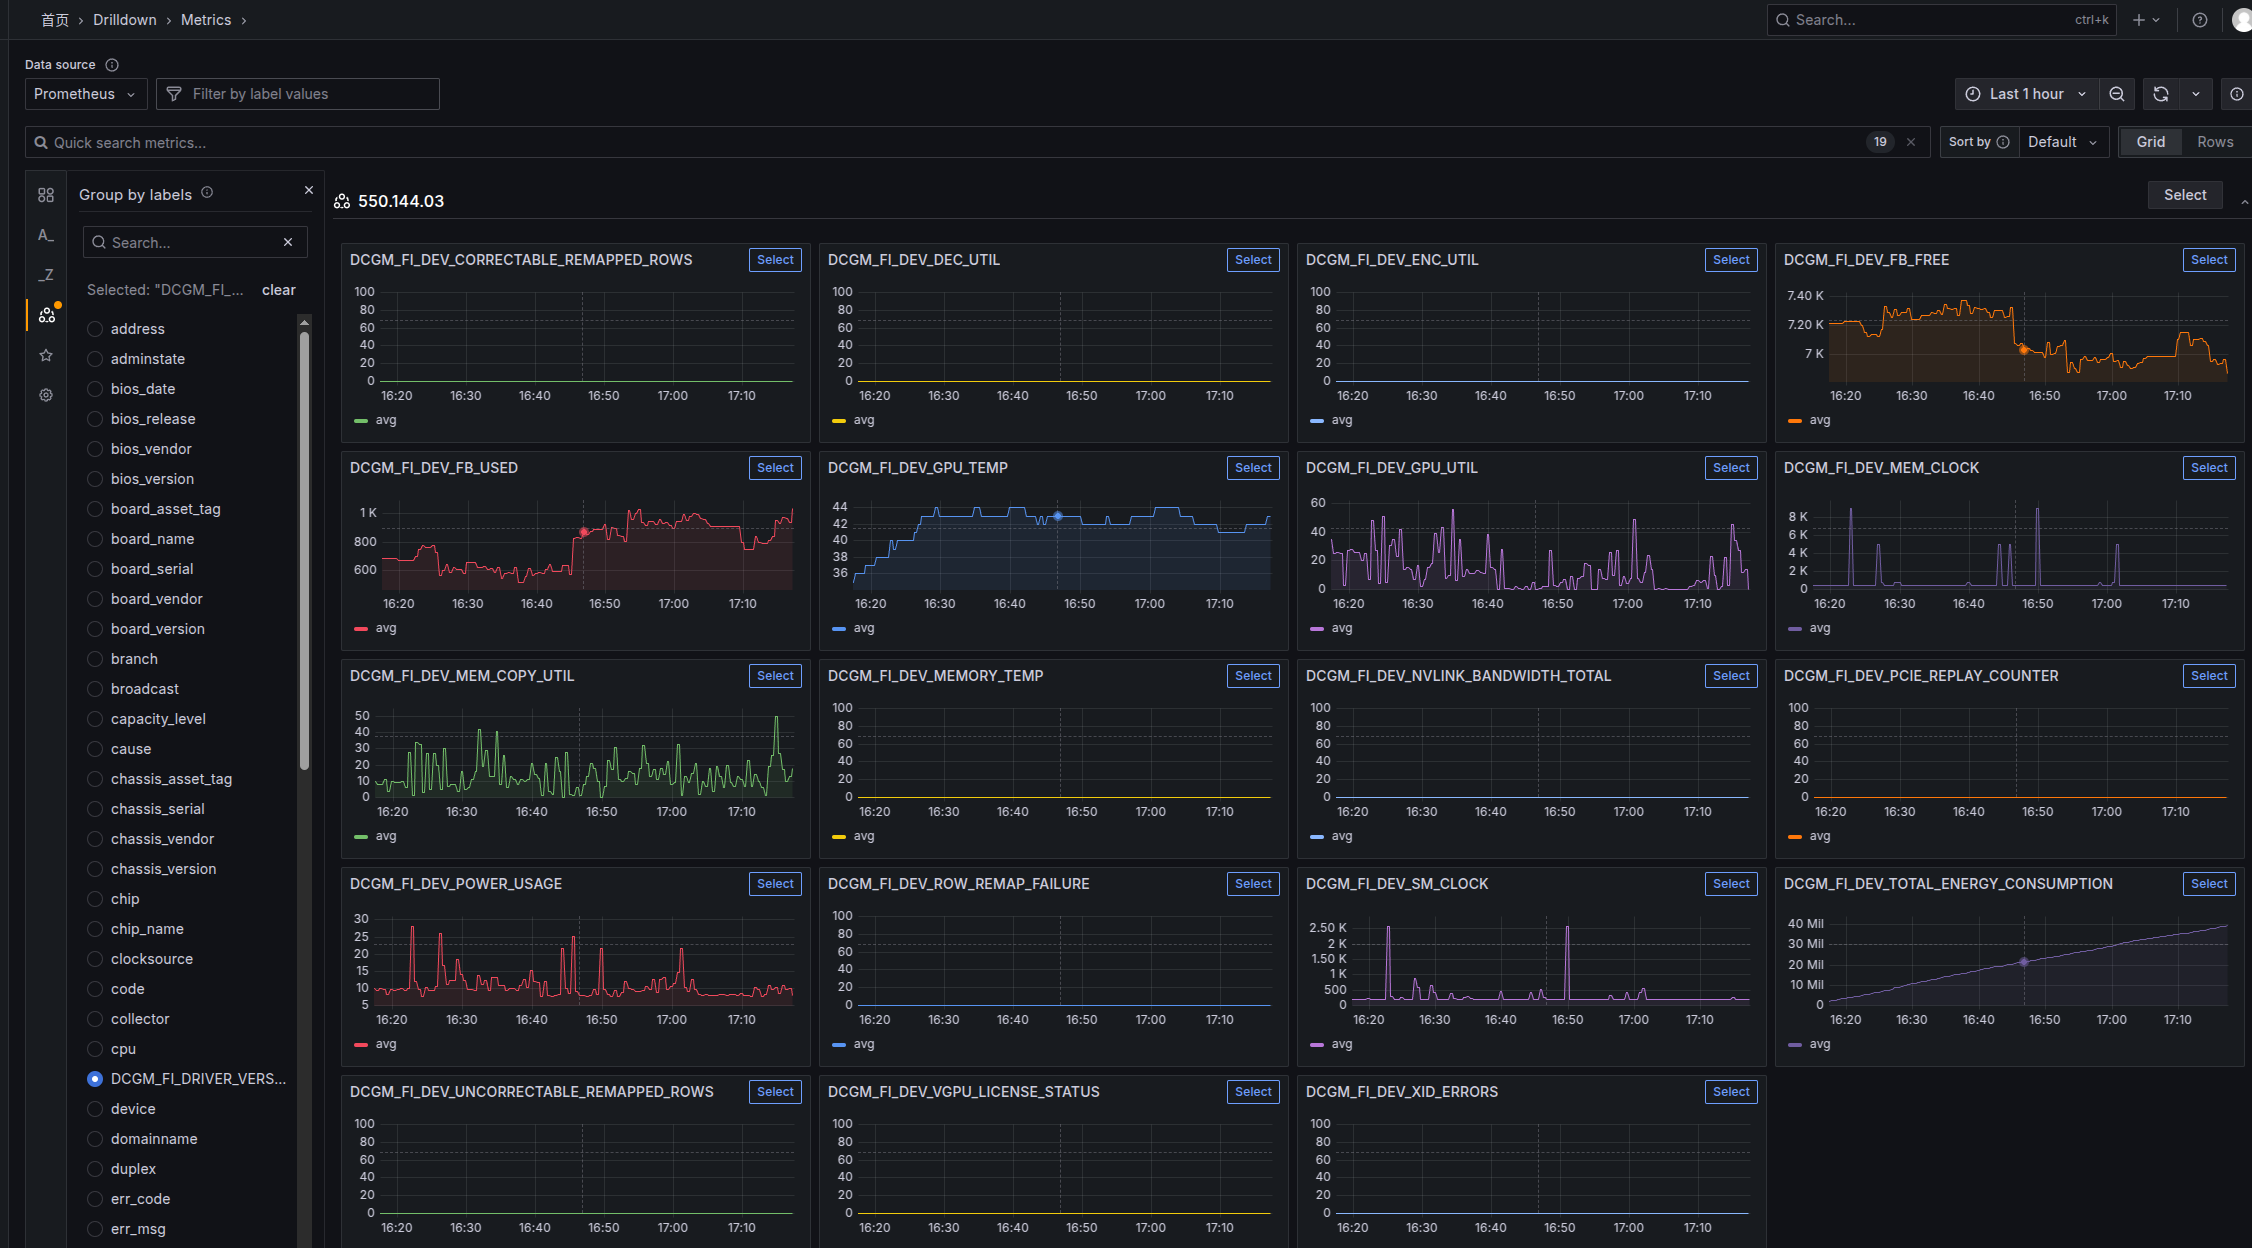 首页 › Drilldown › Metrics ›
Search... ctrl+k
Data source
Prometheus
Filter by label values
Last 1 hour
Quick search metrics...
19
Sort by
Default
Grid
Rows
Group by labels
Search...
Selected: "DCGM_FI_...
clear
address
adminstate
bios_date
bios_release
bios_vendor
bios_version
board_asset_tag
board_name
board_serial
board_vendor
board_version
branch
broadcast
capacity_level
cause
chassis_asset_tag
chassis_serial
chassis_vendor
chassis_version
chip
chip_name
clocksource
code
collector
cpu
DCGM_FI_DRIVER_VERS...
device
domainname
duplex
err_code
err_msg
A_
_Z
550.144.03
Select
DCGM_FI_DEV_CORRECTABLE_REMAPPED_ROWS
Select
100
80
60
40
20
0
16:20 16:30 16:40 16:50 17:00 17:10
avg
DCGM_FI_DEV_DEC_UTIL
Select
100
80
60
40
20
0
16:20 16:30 16:40 16:50 17:00 17:10
avg
DCGM_FI_DEV_ENC_UTIL
Select
100
80
60
40
20
0
16:20 16:30 16:40 16:50 17:00 17:10
avg
DCGM_FI_DEV_FB_FREE
Select
7.40 K
7.20 K
7 K
16:20 16:30 16:40 16:50 17:00 17:10
avg
DCGM_FI_DEV_FB_USED
Select
1 K
800
600
16:20 16:30 16:40 16:50 17:00 17:10
avg
DCGM_FI_DEV_GPU_TEMP
Select
44
42
40
38
36
16:20 16:30 16:40 16:50 17:00 17:10
avg
DCGM_FI_DEV_GPU_UTIL
Select
60
40
20
0
16:20 16:30 16:40 16:50 17:00 17:10
avg
DCGM_FI_DEV_MEM_CLOCK
Select
8 K
6 K
4 K
2 K
0
16:20 16:30 16:40 16:50 17:00 17:10
avg
DCGM_FI_DEV_MEM_COPY_UTIL
Select
50
40
30
20
10
0
16:20 16:30 16:40 16:50 17:00 17:10
avg
DCGM_FI_DEV_MEMORY_TEMP
Select
100
80
60
40
20
0
16:20 16:30 16:40 16:50 17:00 17:10
avg
DCGM_FI_DEV_NVLINK_BANDWIDTH_TOTAL
Select
100
80
60
40
20
0
16:20 16:30 16:40 16:50 17:00 17:10
avg
DCGM_FI_DEV_PCIE_REPLAY_COUNTER
Select
100
80
60
40
20
0
16:20 16:30 16:40 16:50 17:00 17:10
avg
DCGM_FI_DEV_POWER_USAGE
Select
30
25
20
15
10
5
16:20 16:30 16:40 16:50 17:00 17:10
avg
DCGM_FI_DEV_ROW_REMAP_FAILURE
Select
100
80
60
40
20
0
16:20 16:30 16:40 16:50 17:00 17:10
avg
DCGM_FI_DEV_SM_CLOCK
Select
2.50 K
2 K
1.50 K
1 K
500
0
16:20 16:30 16:40 16:50 17:00 17:10
avg
DCGM_FI_DEV_TOTAL_ENERGY_CONSUMPTION
Select
40 Mil
30 Mil
20 Mil
10 Mil
0
16:20 16:30 16:40 16:50 17:00 17:10
avg
DCGM_FI_DEV_UNCORRECTABLE_REMAPPED_ROWS
Select
100
80
60
40
20
0
16:20 16:30 16:40 16:50 17:00 17:10
DCGM_FI_DEV_VGPU_LICENSE_STATUS
Select
100
80
60
40
20
0
16:20 16:30 16:40 16:50 17:00 17:10
DCGM_FI_DEV_XID_ERRORS
Select
100
80
60
40
20
0
16:20 16:30 16:40 16:50 17:00 17:10